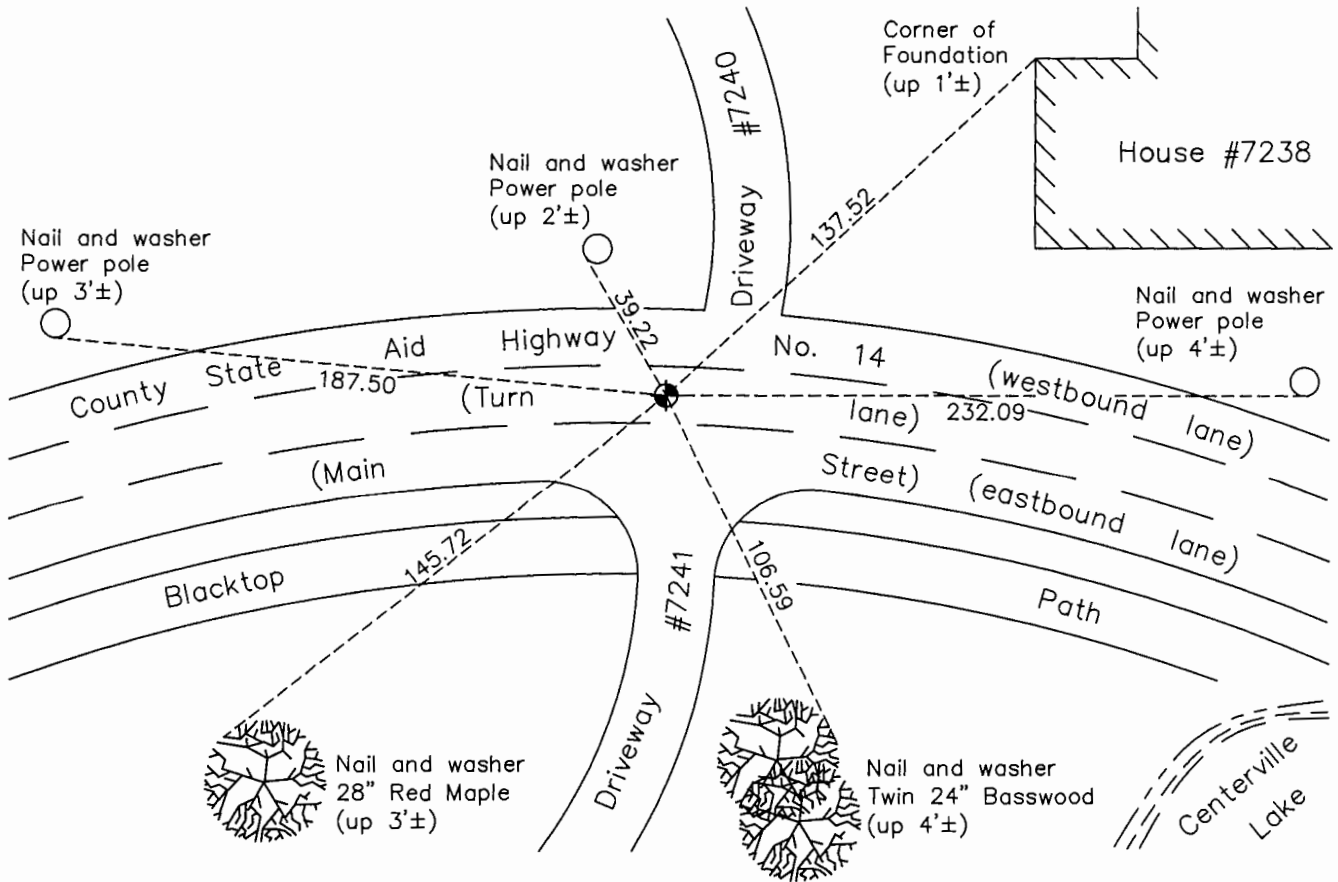 Corner of
Foundation
(up 1'±)
#7240
Driveway
House #7238
Nail and washer
Power pole
(up 2'±)
137.52
Nail and washer
Power pole
(up 3'±)
39.22
Nail and washer
Power pole
(up 4'±)
County State Aid Highway No. 14 (westbound lane)
187.50
(Turn lane)
232.09
(Main Street) (eastbound lane)
145.72
106.59
Blacktop Path
#7241
Driveway
Nail and washer
28" Red Maple
(up 3'±)
Nail and washer
Twin 24" Basswood
(up 4'±)
Centerville
Lake